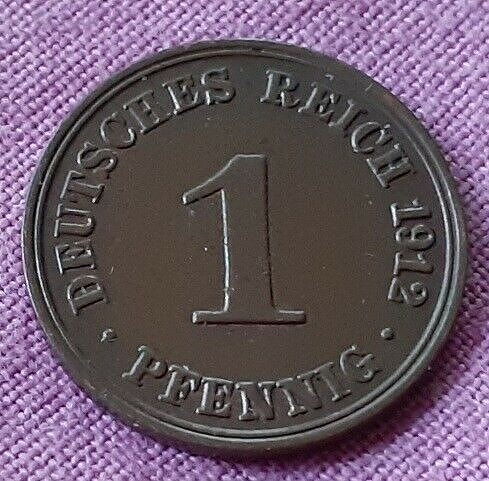 DEUTSCHES REICH 1912
1
PFENNIG